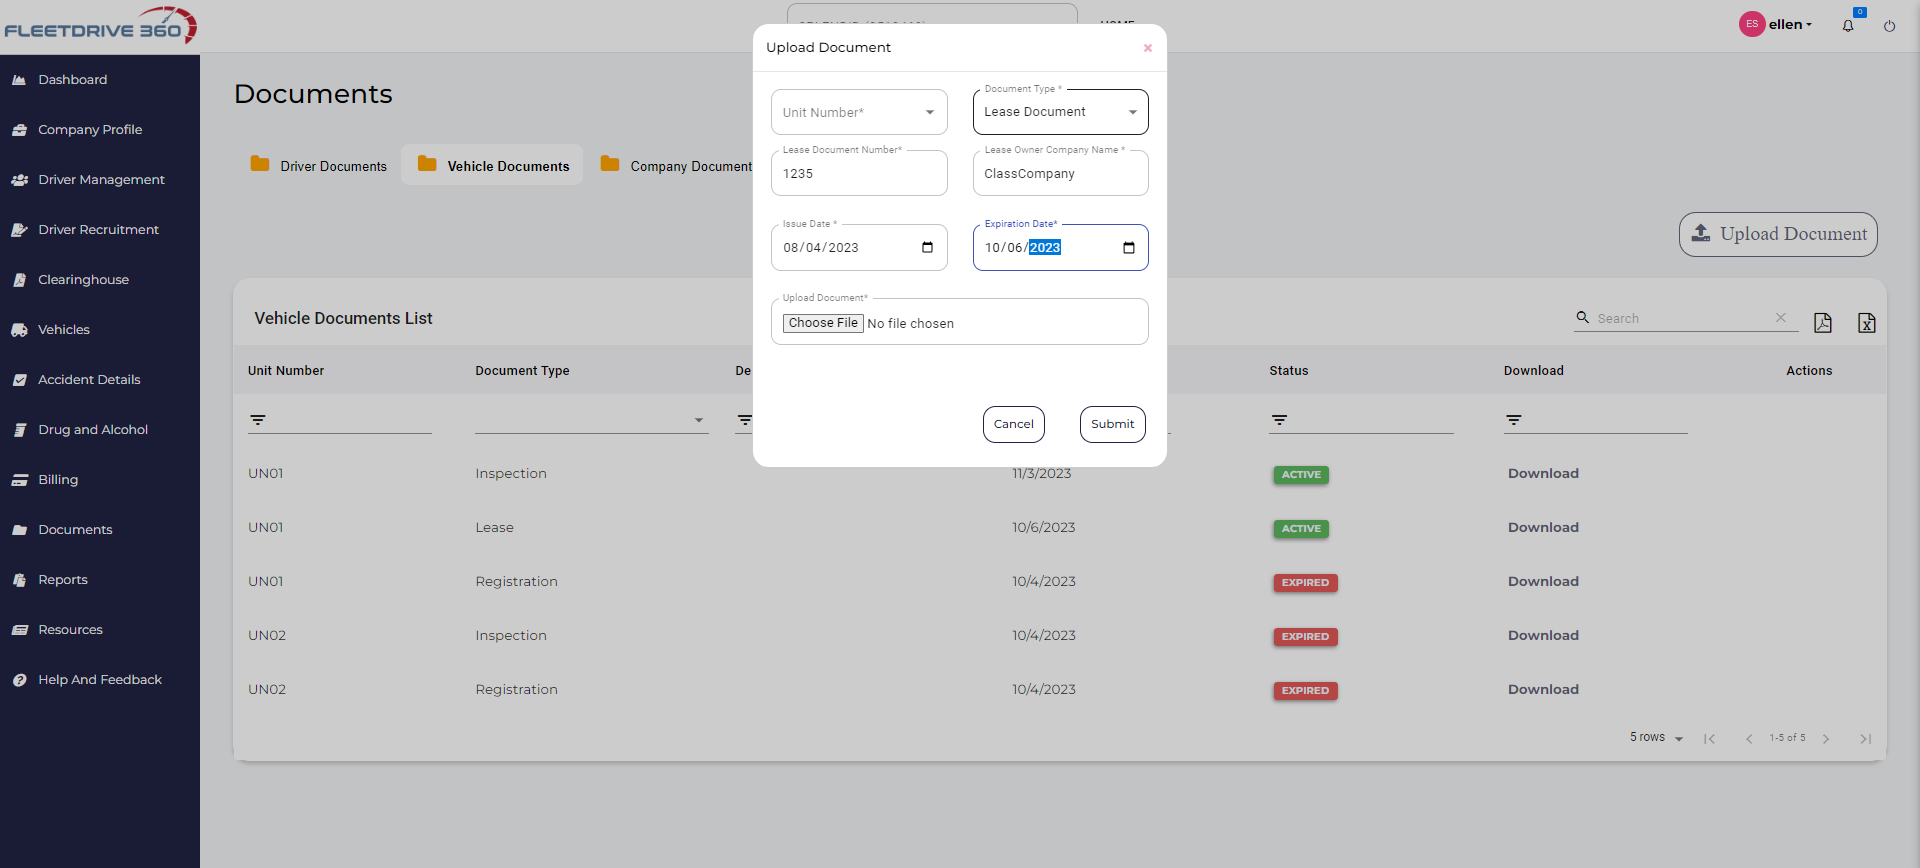 FLEETDRIVE 360
HOME
ES ellen
0
Dashboard
Company Profile
Driver Management
Driver Recruitment
Clearinghouse
Vehicles
Accident Details
Drug and Alcohol
Billing
Documents
Reports
Resources
Help And Feedback
Documents
Driver Documents
Vehicle Documents
Company Document
Upload Document
Upload Document
×
Unit Number*
Document Type *
Lease Document
Lease Document Number*
1235
Lease Owner Company Name *
ClassCompany
Issue Date *
08/04/2023
Expiration Date*
10/06/2023
Upload Document*
Choose File No file chosen
Cancel Submit
Vehicle Documents List
Search
Unit Number Document Type De Status Download Actions
UN01 Inspection 11/3/2023 ACTIVE Download
UN01 Lease 10/6/2023 ACTIVE Download
UN01 Registration 10/4/2023 EXPIRED Download
UN02 Inspection 10/4/2023 EXPIRED Download
UN02 Registration 10/4/2023 EXPIRED Download
5 rows 1-5 of 5